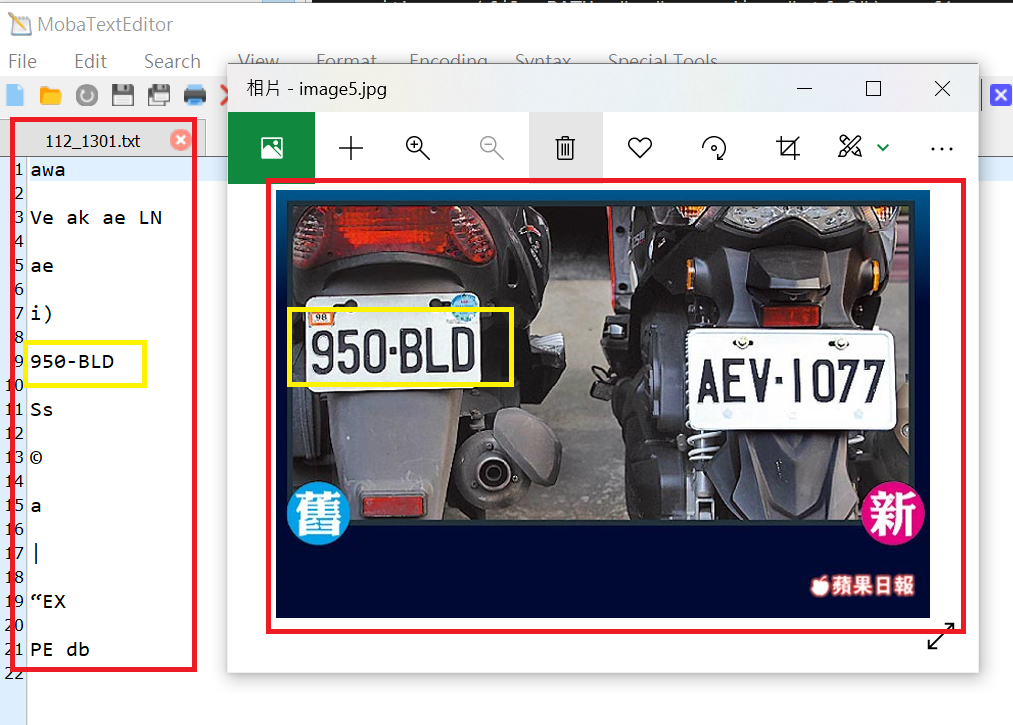 MobaTextEditor
File Edit Search View Format Encoding Syntax Special Tools
112_1301.txt
1 awa
2
3 Ve ak ae LN
4
5 ae
6
7 i)
8
9 950-BLD
10
11 Ss
12
13 ©
14
15 a
16
17 |
18
19 “EX
20
21 PE db
22
相片 - image5.jpg
98
950·BLD
AEV·1077
舊
新
蘋果日報